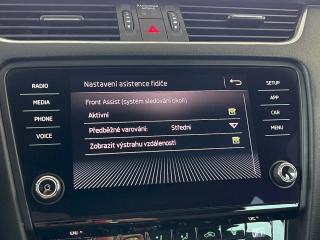 RADIO
MEDIA
PHONE
VOICE
Nastavení asistence řidiče
Front Assist (systém sledování okolí)
Aktivní
Předběžné varování: Střední
Zobrazit výstrahu vzdálenosti
SETUP
APP
CAR
MENU